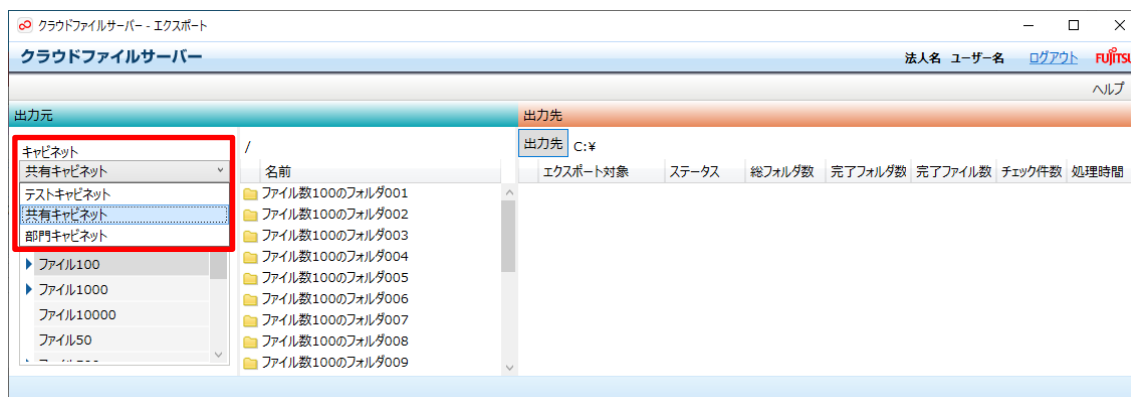 クラウドファイルサーバー - エクスポート
クラウドファイルサーバー 法人名 ユーザー名 ログアウト FUJITSU
ヘルプ
出力元 出力先
キャビネット / 出力先 C:¥
共有キャビネット 名前 エクスポート対象 ステータス 総フォルダ数 完了フォルダ数 完了ファイル数 チェック件数 処理時間
テストキャビネット ファイル数100のフォルダ001
共有キャビネット ファイル数100のフォルダ002
部門キャビネット ファイル数100のフォルダ003
ファイル100 ファイル数100のフォルダ004
ファイル1000 ファイル数100のフォルダ005
ファイル数100のフォルダ006
ファイル10000 ファイル数100のフォルダ007
ファイル50 ファイル数100のフォルダ008
ファイル数100のフォルダ009